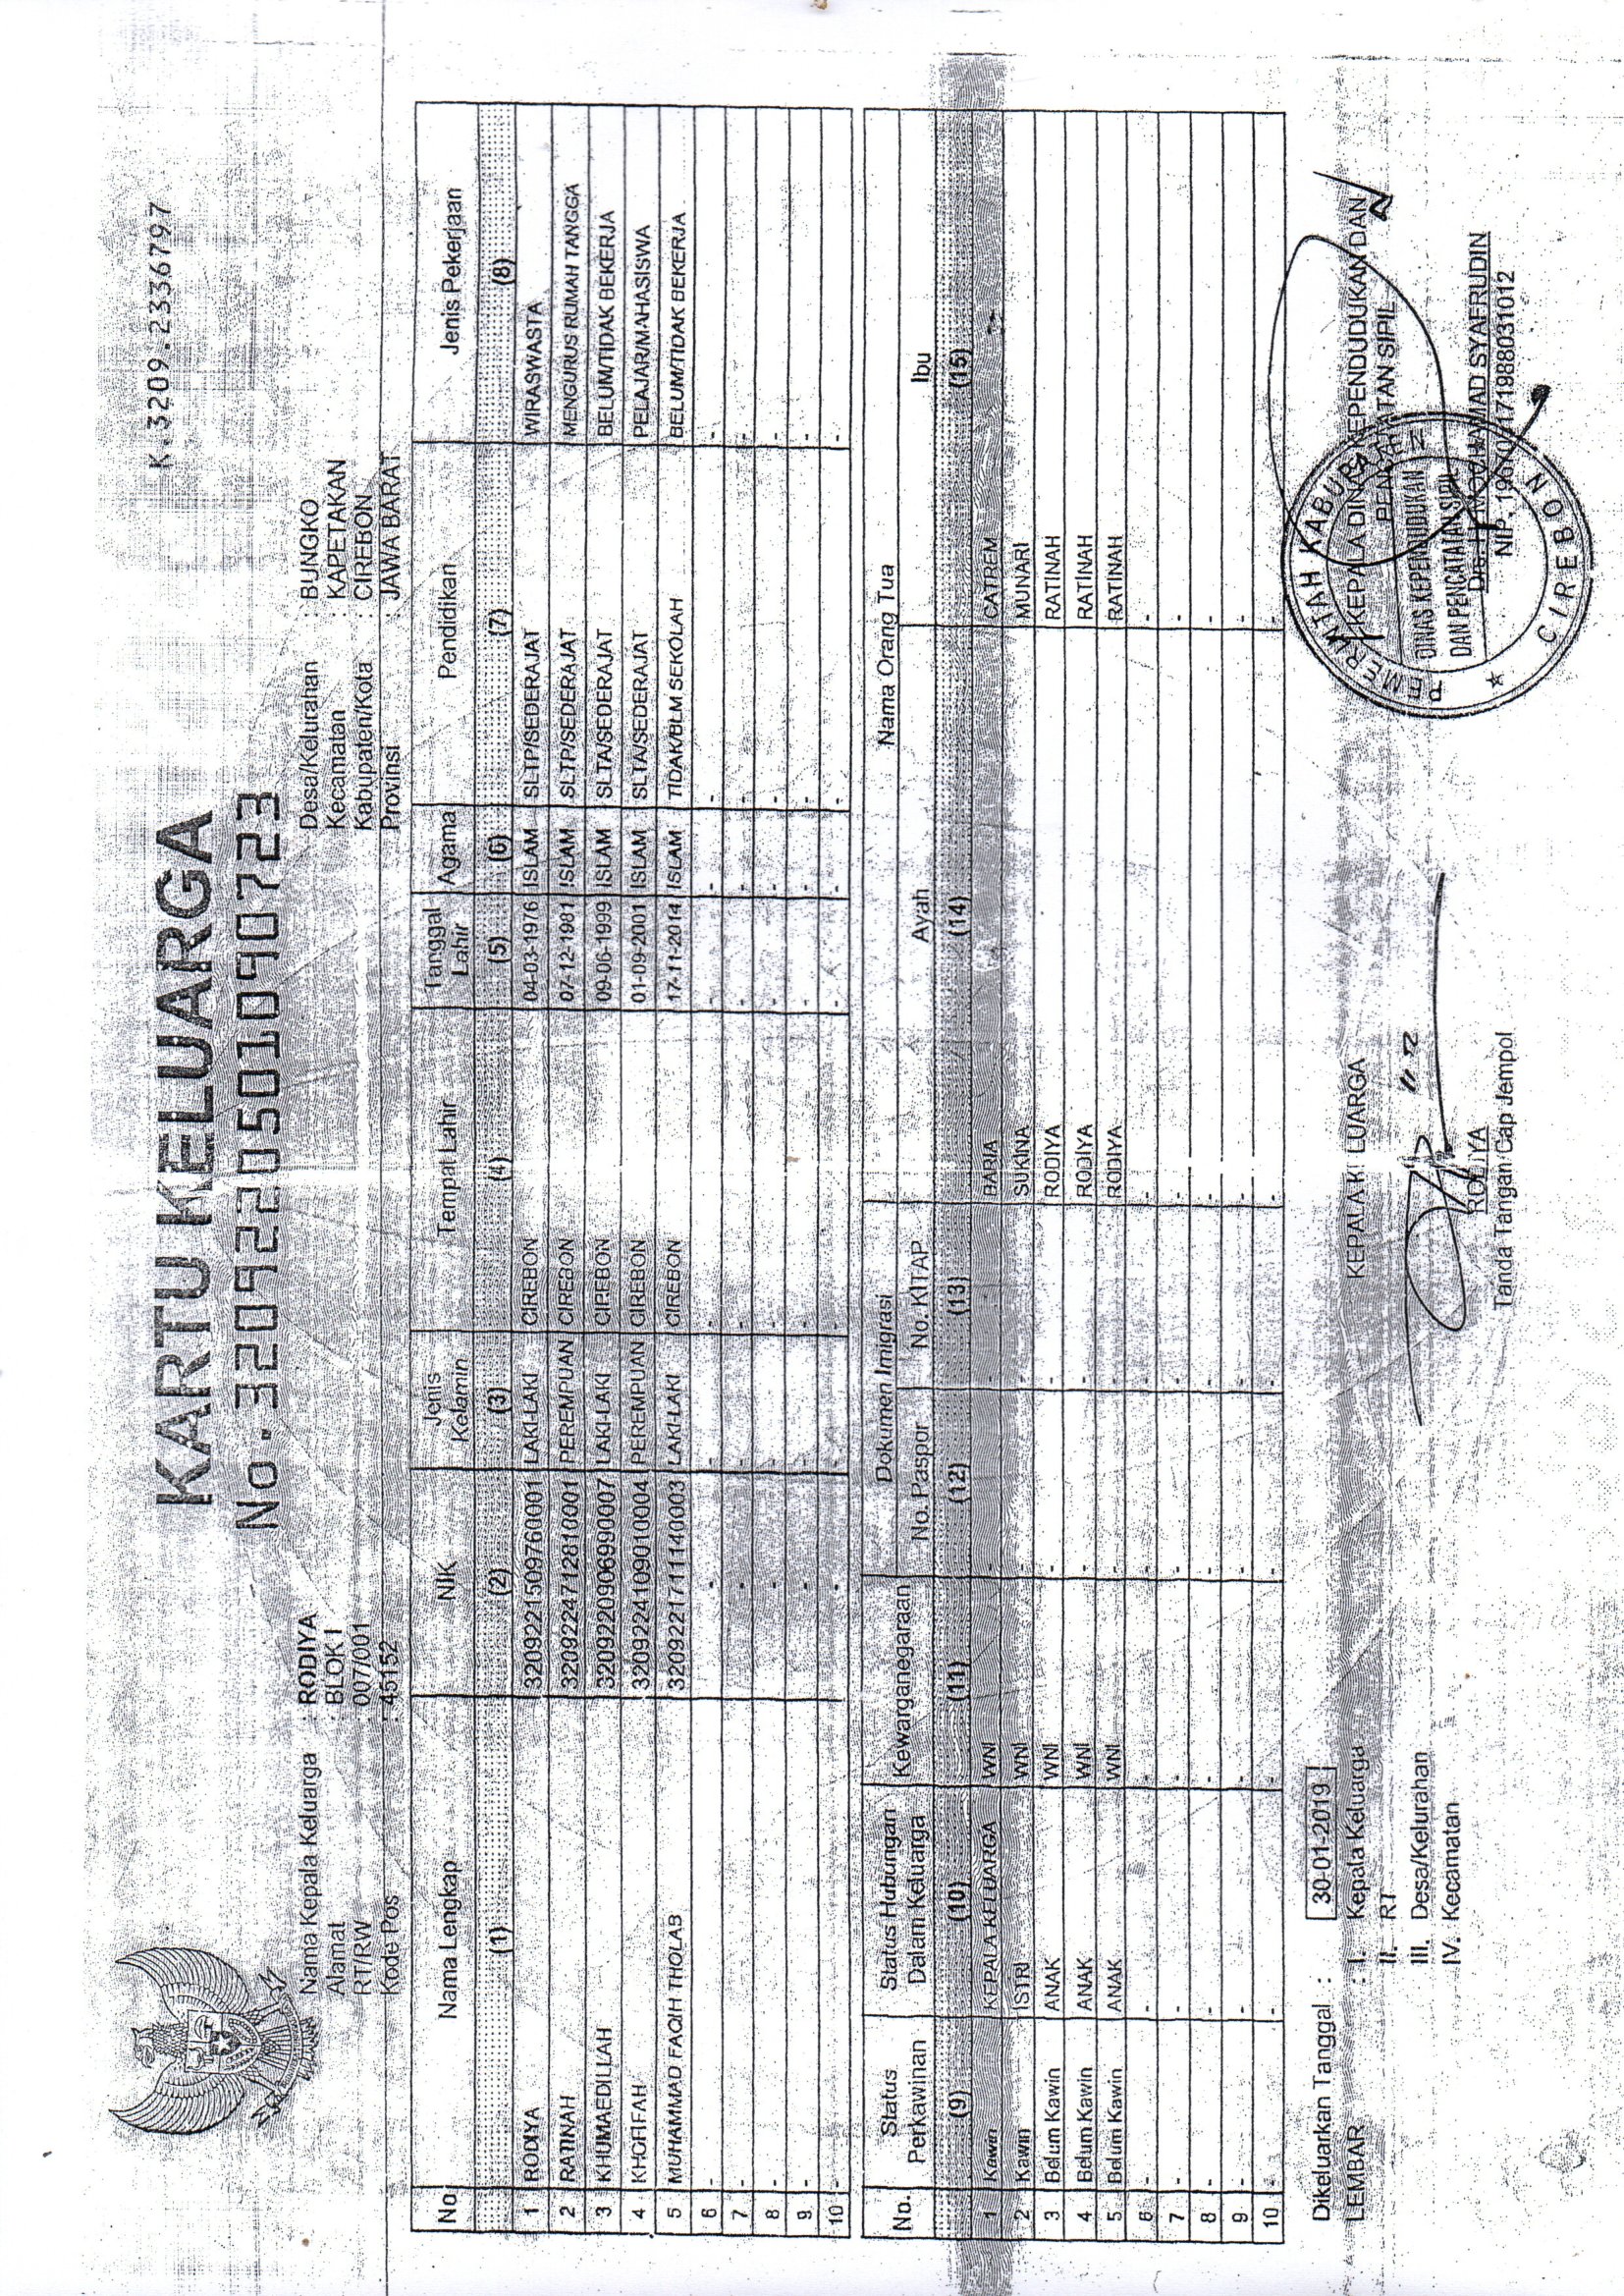 K.3209.2336797
KARTU KELUARGA
No.3209220501090723
Nama Kepala Keluarga : RODIYA
Alamat : BLOK I
RT/RW : 007/001
Kode Pos : 45152
Desa/Kelurahan : BUNGKO
Kecamatan : KAPETAKAN
Kabupaten/Kota : CIREBON
Provinsi : JAWA BARAT
No Nama Lengkap NIK Jenis Kelamin Tempat Lahir Tanggal Lahir Agama Pendidikan Jenis Pekerjaan
(1) (2) (3) (4) (5) (6) (7) (8)
1 RODIYA 3209221509760001 LAKI-LAKI CIREBON 04-03-1976 ISLAM SLTP/SEDERAJAT WIRASWASTA
2 RATINAH 3209224712810001 PEREMPUAN CIREBON 07-12-1981 ISLAM SLTP/SEDERAJAT MENGURUS RUMAH TANGGA
3 KHUMAEDILLAH 3209220906990007 LAKI-LAKI CIREBON 09-06-1999 ISLAM SLTA/SEDERAJAT BELUM/TIDAK BEKERJA
4 KHOFIFAH 3209224109010004 PEREMPUAN CIREBON 01-09-2001 ISLAM SLTA/SEDERAJAT PELAJAR/MAHASISWA
5 MUHAMMAD FAQIH THOLAB 3209221711140003 LAKI-LAKI CIREBON 17-11-2014 ISLAM TIDAK/BLM SEKOLAH BELUM/TIDAK BEKERJA
6 - - - - - - - -
7 - - - - - - - -
8 - - - - - - - -
9 - - - - - - - -
10 - - - - - - - -
No. Status Perkawinan Status Hubungan Dalam Keluarga Kewarganegaraan Dokumen Imigrasi Nama Orang Tua
No. Paspor No. KITAP Ayah Ibu
(9) (10) (11) (12) (13) (14) (15)
1 Kawin KEPALA KELUARGA WNI - - DARIA CATREM
2 Kawin ISTRI WNI - - SUKINA MUNARI
3 Belum Kawin ANAK WNI - - RODIYA RATINAH
4 Belum Kawin ANAK WNI - - RODIYA RATINAH
5 Belum Kawin ANAK WNI - - RODIYA RATINAH
6 - - - - - - -
7 - - - - - - -
8 - - - - - - -
9 - - - - - - -
10 - - - - - - -
Dikeluarkan Tanggal : 30-01-2019
LEMBAR : I. Kepala Keluarga
II. RT
III. Desa/Kelurahan
IV. Kecamatan
KEPALA KELUARGA
RODIYA
Tanda Tangan/Cap Jempol
KEPALA DINAS KEPENDUDUKAN DAN
PENCATATAN SIPIL
PEMERINTAH KABUPATEN
DINAS KEPENDUDUKAN
DAN PENCATATAN SIPIL
CIREBON
Drs. H. MOCHAMAD SYAFRUDIN